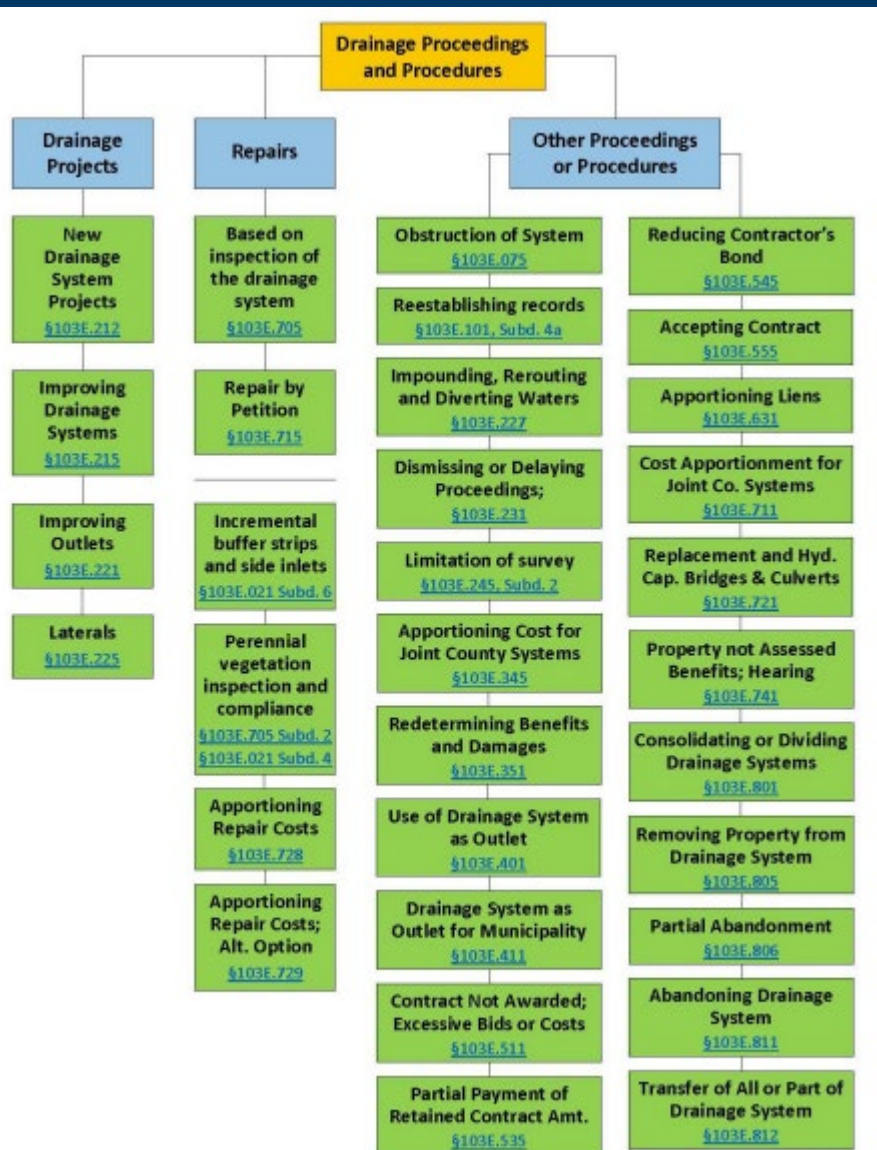 Drainage Proceedings
and Procedures
Drainage
Projects
New
Drainage
System
Projects
§103E.212
Improving
Drainage
Systems
§103E.215
Improving
Outlets
§103E.221
Laterals
§103E.225
Repairs
Based on
inspection of
the drainage
system
§103E.705
Repair by
Petition
§103E.715
Incremental
buffer strips
and side inlets
§103E.021 Subd. 6
Perennial
vegetation
inspection and
compliance
§103E.705 Subd. 2
§103E.021 Subd. 4
Apportioning
Repair Costs
§103E.728
Apportioning
Repair Costs;
Alt. Option
§103E.729
Other Proceedings
or Procedures
Obstruction of System
§103E.075
Reestablishing records
§103E.101, Subd. 4a
Impounding, Rerouting
and Diverting Waters
§103E.227
Dismissing or Delaying
Proceedings;
§103E.231
Limitation of survey
§103E.245, Subd. 2
Apportioning Cost for
Joint County Systems
§103E.345
Redetermining Benefits
and Damages
§103E.351
Use of Drainage System
as Outlet
§103E.401
Drainage System as
Outlet for Municipality
§103E.411
Contract Not Awarded;
Excessive Bids or Costs
§103E.511
Partial Payment of
Retained Contract Amt.
§103E.535
Reducing Contractor's
Bond
§103E.545
Accepting Contract
§103E.555
Apportioning Liens
§103E.631
Cost Apportionment for
Joint Co. Systems
§103E.711
Replacement and Hyd.
Cap. Bridges & Culverts
§103E.721
Property not Assessed
Benefits; Hearing
§103E.741
Consolidating or Dividing
Drainage Systems
§103E.801
Removing Property from
Drainage System
§103E.805
Partial Abandonment
§103E.806
Abandoning Drainage
System
§103E.811
Transfer of All or Part of
Drainage System
§103E.812